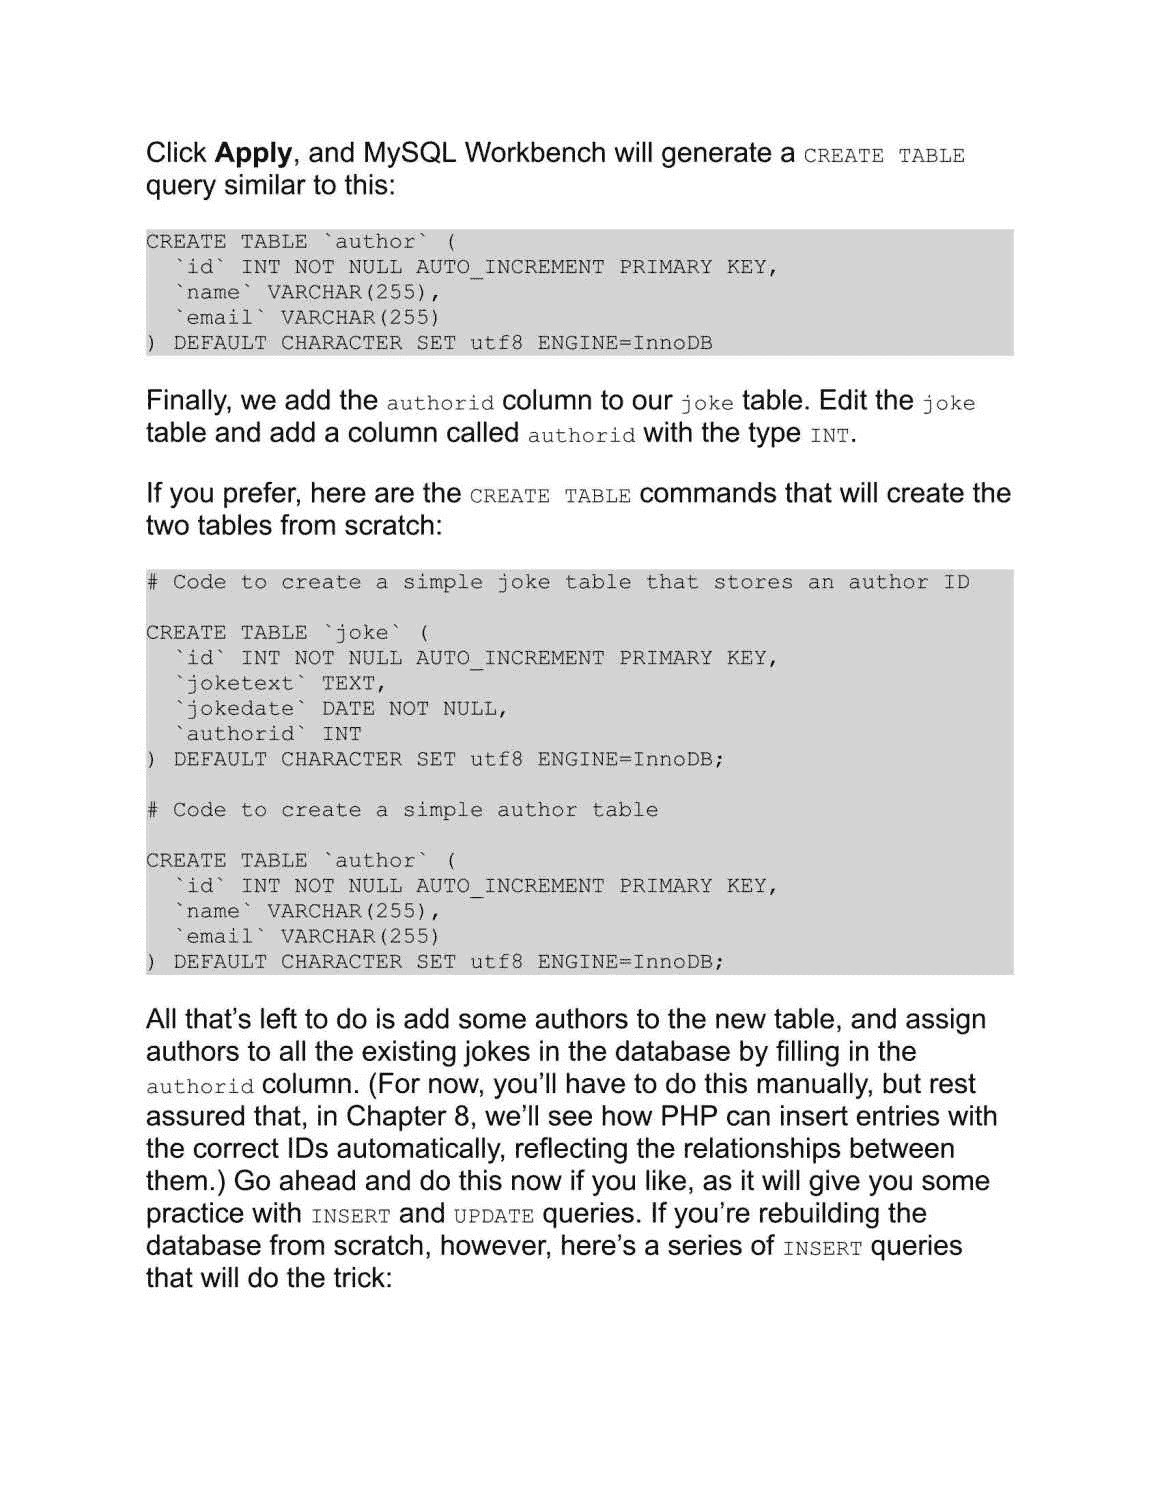 Click Apply, and MySQL Workbench will generate a CREATE TABLE
query similar to this:
CREATE TABLE `author` (
  `id` INT NOT NULL AUTO_INCREMENT PRIMARY KEY,
  `name` VARCHAR(255),
  `email` VARCHAR(255)
) DEFAULT CHARACTER SET utf8 ENGINE=InnoDB
Finally, we add the authorid column to our joke table. Edit the joke
table and add a column called authorid with the type INT.
If you prefer, here are the CREATE TABLE commands that will create the
two tables from scratch:
# Code to create a simple joke table that stores an author ID
CREATE TABLE `joke` (
  `id` INT NOT NULL AUTO_INCREMENT PRIMARY KEY,
  `joketext` TEXT,
  `jokedate` DATE NOT NULL,
  `authorid` INT
) DEFAULT CHARACTER SET utf8 ENGINE=InnoDB;
# Code to create a simple author table
CREATE TABLE `author` (
  `id` INT NOT NULL AUTO_INCREMENT PRIMARY KEY,
  `name` VARCHAR(255),
  `email` VARCHAR(255)
) DEFAULT CHARACTER SET utf8 ENGINE=InnoDB;
All that’s left to do is add some authors to the new table, and assign
authors to all the existing jokes in the database by filling in the
authorid column. (For now, you’ll have to do this manually, but rest
assured that, in Chapter 8, we’ll see how PHP can insert entries with
the correct IDs automatically, reflecting the relationships between
them.) Go ahead and do this now if you like, as it will give you some
practice with INSERT and UPDATE queries. If you’re rebuilding the
database from scratch, however, here’s a series of INSERT queries
that will do the trick: